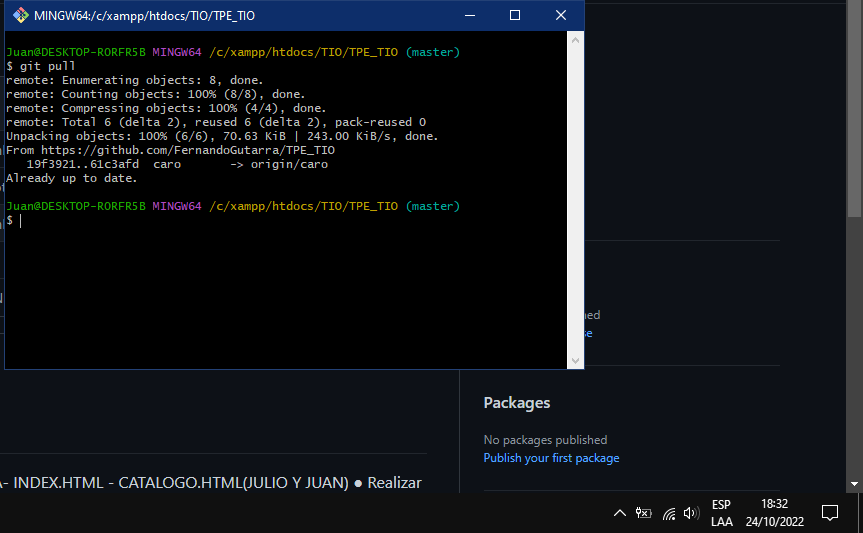 MINGW64:/c/xampp/htdocs/TIO/TPE_TIO
Juan@DESKTOP-RORFR5B MINGW64 /c/xampp/htdocs/TIO/TPE_TIO (master)
$ git pull
remote: Enumerating objects: 8, done.
remote: Counting objects: 100% (8/8), done.
remote: Compressing objects: 100% (4/4), done.
remote: Total 6 (delta 2), reused 6 (delta 2), pack-reused 0
Unpacking objects: 100% (6/6), 70.63 KiB | 243.00 KiB/s, done.
From https://github.com/FernandoGutarra/TPE_TIO
19f3921..61c3afd caro -> origin/caro
Already up to date.
Juan@DESKTOP-RORFR5B MINGW64 /c/xampp/htdocs/TIO/TPE_TIO (master)
$
Packages
No packages published
Publish your first package
A- INDEX.HTML - CATALOGO.HTML(JULIO Y JUAN) ● Realizar
ESP
LAA
18:32
24/10/2022